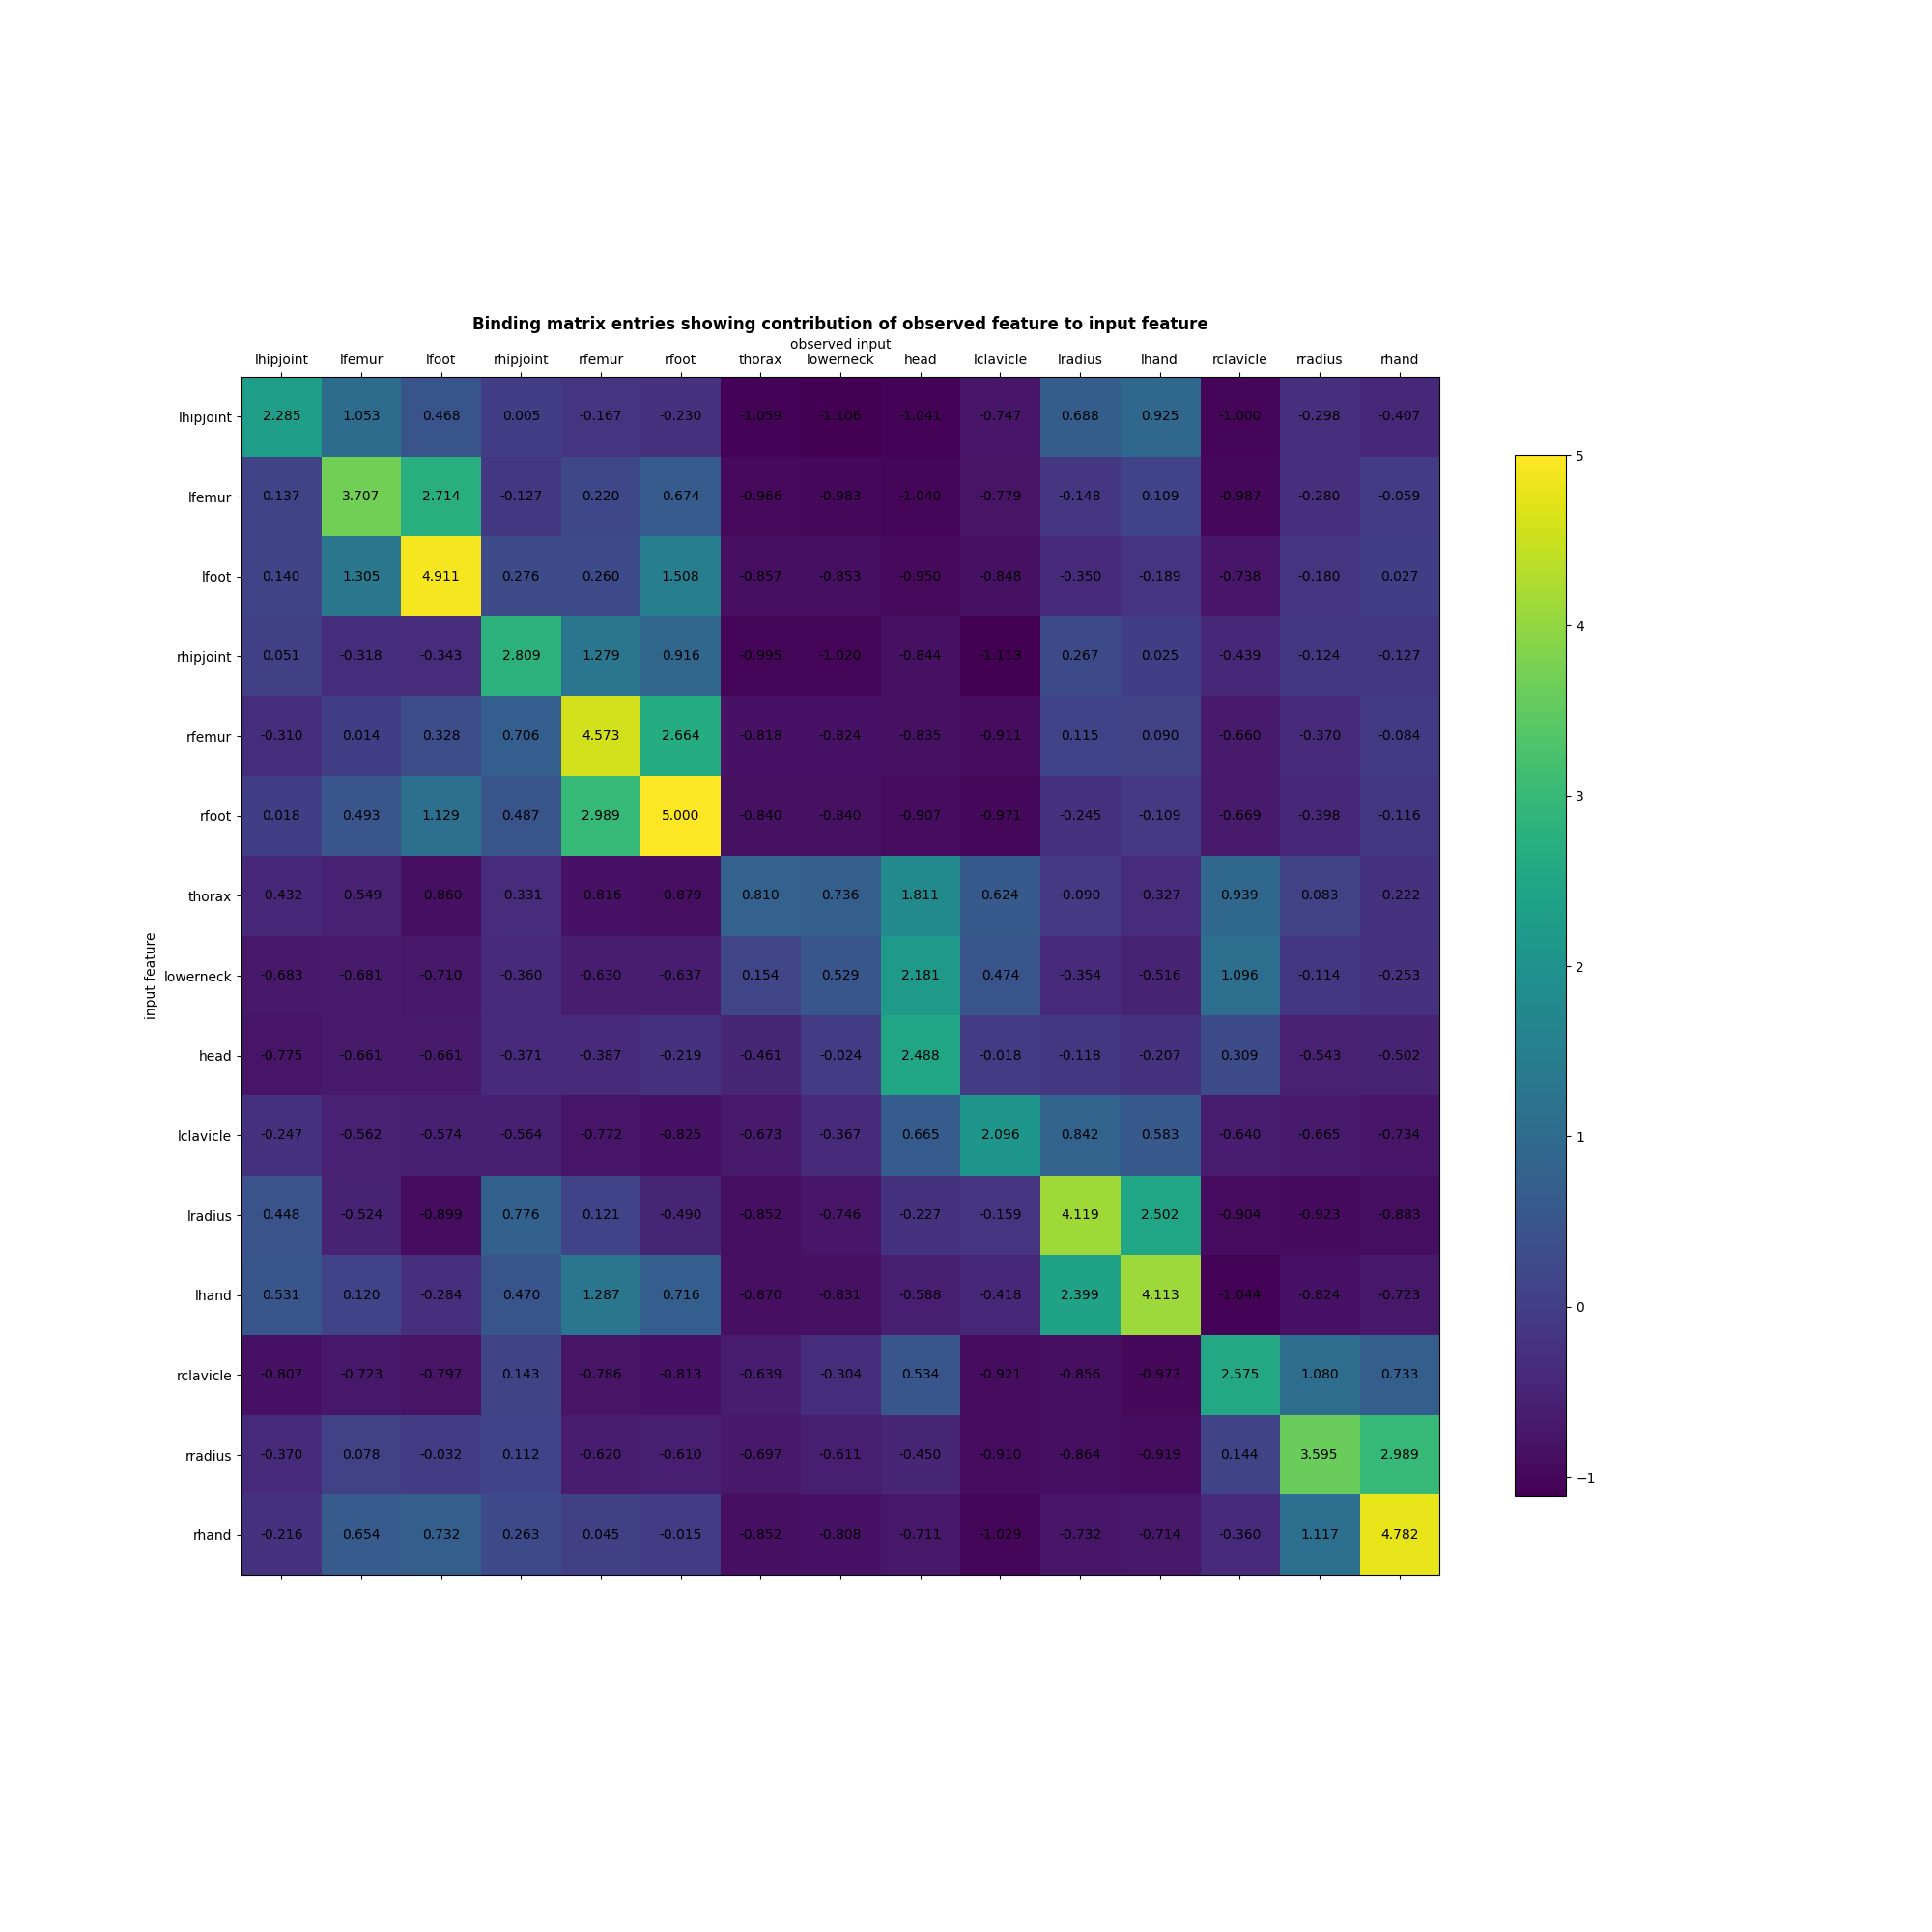 Binding matrix entries showing contribution of observed feature to input feature
observed input
lhipjoint lfemur lfoot rhipjoint rfemur rfoot thorax lowerneck head lclavicle lradius lhand rclavicle rradius rhand
lhipjoint 2.285 1.053 0.468 0.005 -0.167 -0.230 -1.059 -1.106 -1.041 -0.747 0.688 0.925 -1.000 -0.298 -0.407
lfemur 0.137 3.707 2.714 -0.127 0.220 0.674 -0.966 -0.983 -1.040 -0.779 -0.148 0.109 -0.987 -0.280 -0.059
lfoot 0.140 1.305 4.911 0.276 0.260 1.508 -0.857 -0.853 -0.950 -0.848 -0.350 -0.189 -0.738 -0.180 0.027
rhipjoint 0.051 -0.318 -0.343 2.809 1.279 0.916 -0.995 -1.020 -0.844 -1.113 0.267 0.025 -0.439 -0.124 -0.127
rfemur -0.310 0.014 0.328 0.706 4.573 2.664 -0.818 -0.824 -0.835 -0.911 0.115 0.090 -0.660 -0.370 -0.084
rfoot 0.018 0.493 1.129 0.487 2.989 5.000 -0.840 -0.840 -0.907 -0.971 -0.245 -0.109 -0.669 -0.398 -0.116
thorax -0.432 -0.549 -0.860 -0.331 -0.816 -0.879 0.810 0.736 1.811 0.624 -0.090 -0.327 0.939 0.083 -0.222
lowerneck -0.683 -0.681 -0.710 -0.360 -0.630 -0.637 0.154 0.529 2.181 0.474 -0.354 -0.516 1.096 -0.114 -0.253
head -0.775 -0.661 -0.661 -0.371 -0.387 -0.219 -0.461 -0.024 2.488 -0.018 -0.118 -0.207 0.309 -0.543 -0.502
lclavicle -0.247 -0.562 -0.574 -0.564 -0.772 -0.825 -0.673 -0.367 0.665 2.096 0.842 0.583 -0.640 -0.665 -0.734
lradius 0.448 -0.524 -0.899 0.776 0.121 -0.490 -0.852 -0.746 -0.227 -0.159 4.119 2.502 -0.904 -0.923 -0.883
lhand 0.531 0.120 -0.284 0.470 1.287 0.716 -0.870 -0.831 -0.588 -0.418 2.399 4.113 -1.044 -0.824 -0.723
rclavicle -0.807 -0.723 -0.797 0.143 -0.786 -0.813 -0.639 -0.304 0.534 -0.921 -0.856 -0.973 2.575 1.080 0.733
rradius -0.370 0.078 -0.032 0.112 -0.620 -0.610 -0.697 -0.611 -0.450 -0.910 -0.864 -0.919 0.144 3.595 2.989
rhand -0.216 0.654 0.732 0.263 0.045 -0.015 -0.852 -0.808 -0.711 -1.029 -0.732 -0.714 -0.360 1.117 4.782
input feature
5
4
3
2
1
0
−1